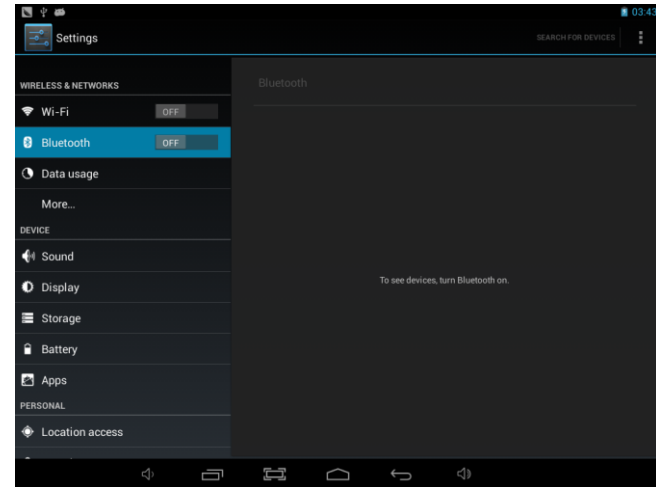 03:43
Settings
SEARCH FOR DEVICES
WIRELESS & NETWORKS
Bluetooth
Wi-Fi OFF
Bluetooth OFF
Data usage
More...
DEVICE
Sound
To see devices, turn Bluetooth on.
Display
Storage
Battery
Apps
PERSONAL
Location access